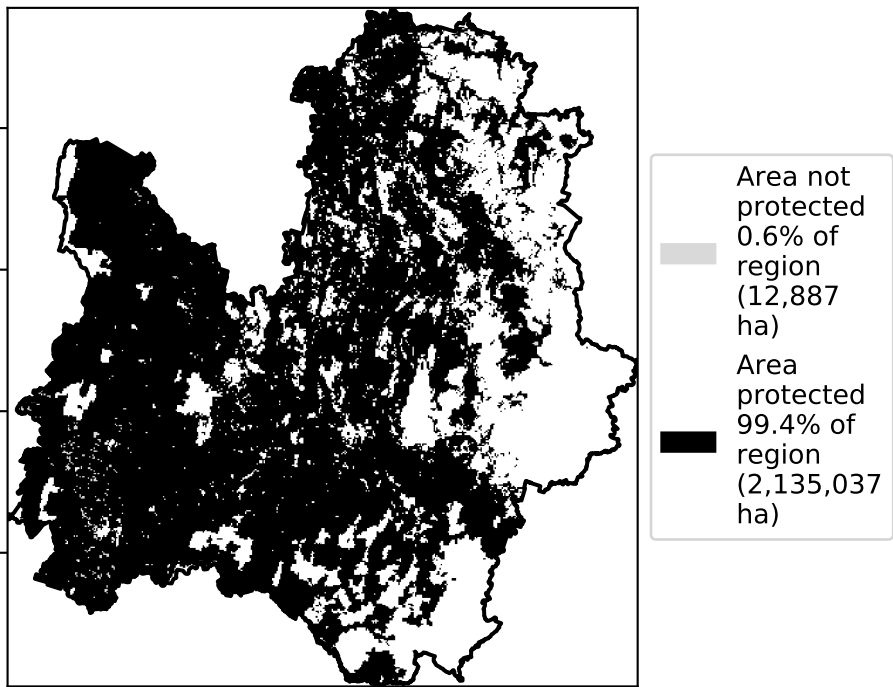 Area not
protected
0.6% of
region
(12,887
ha)
Area
protected
99.4% of
region
(2,135,037
ha)